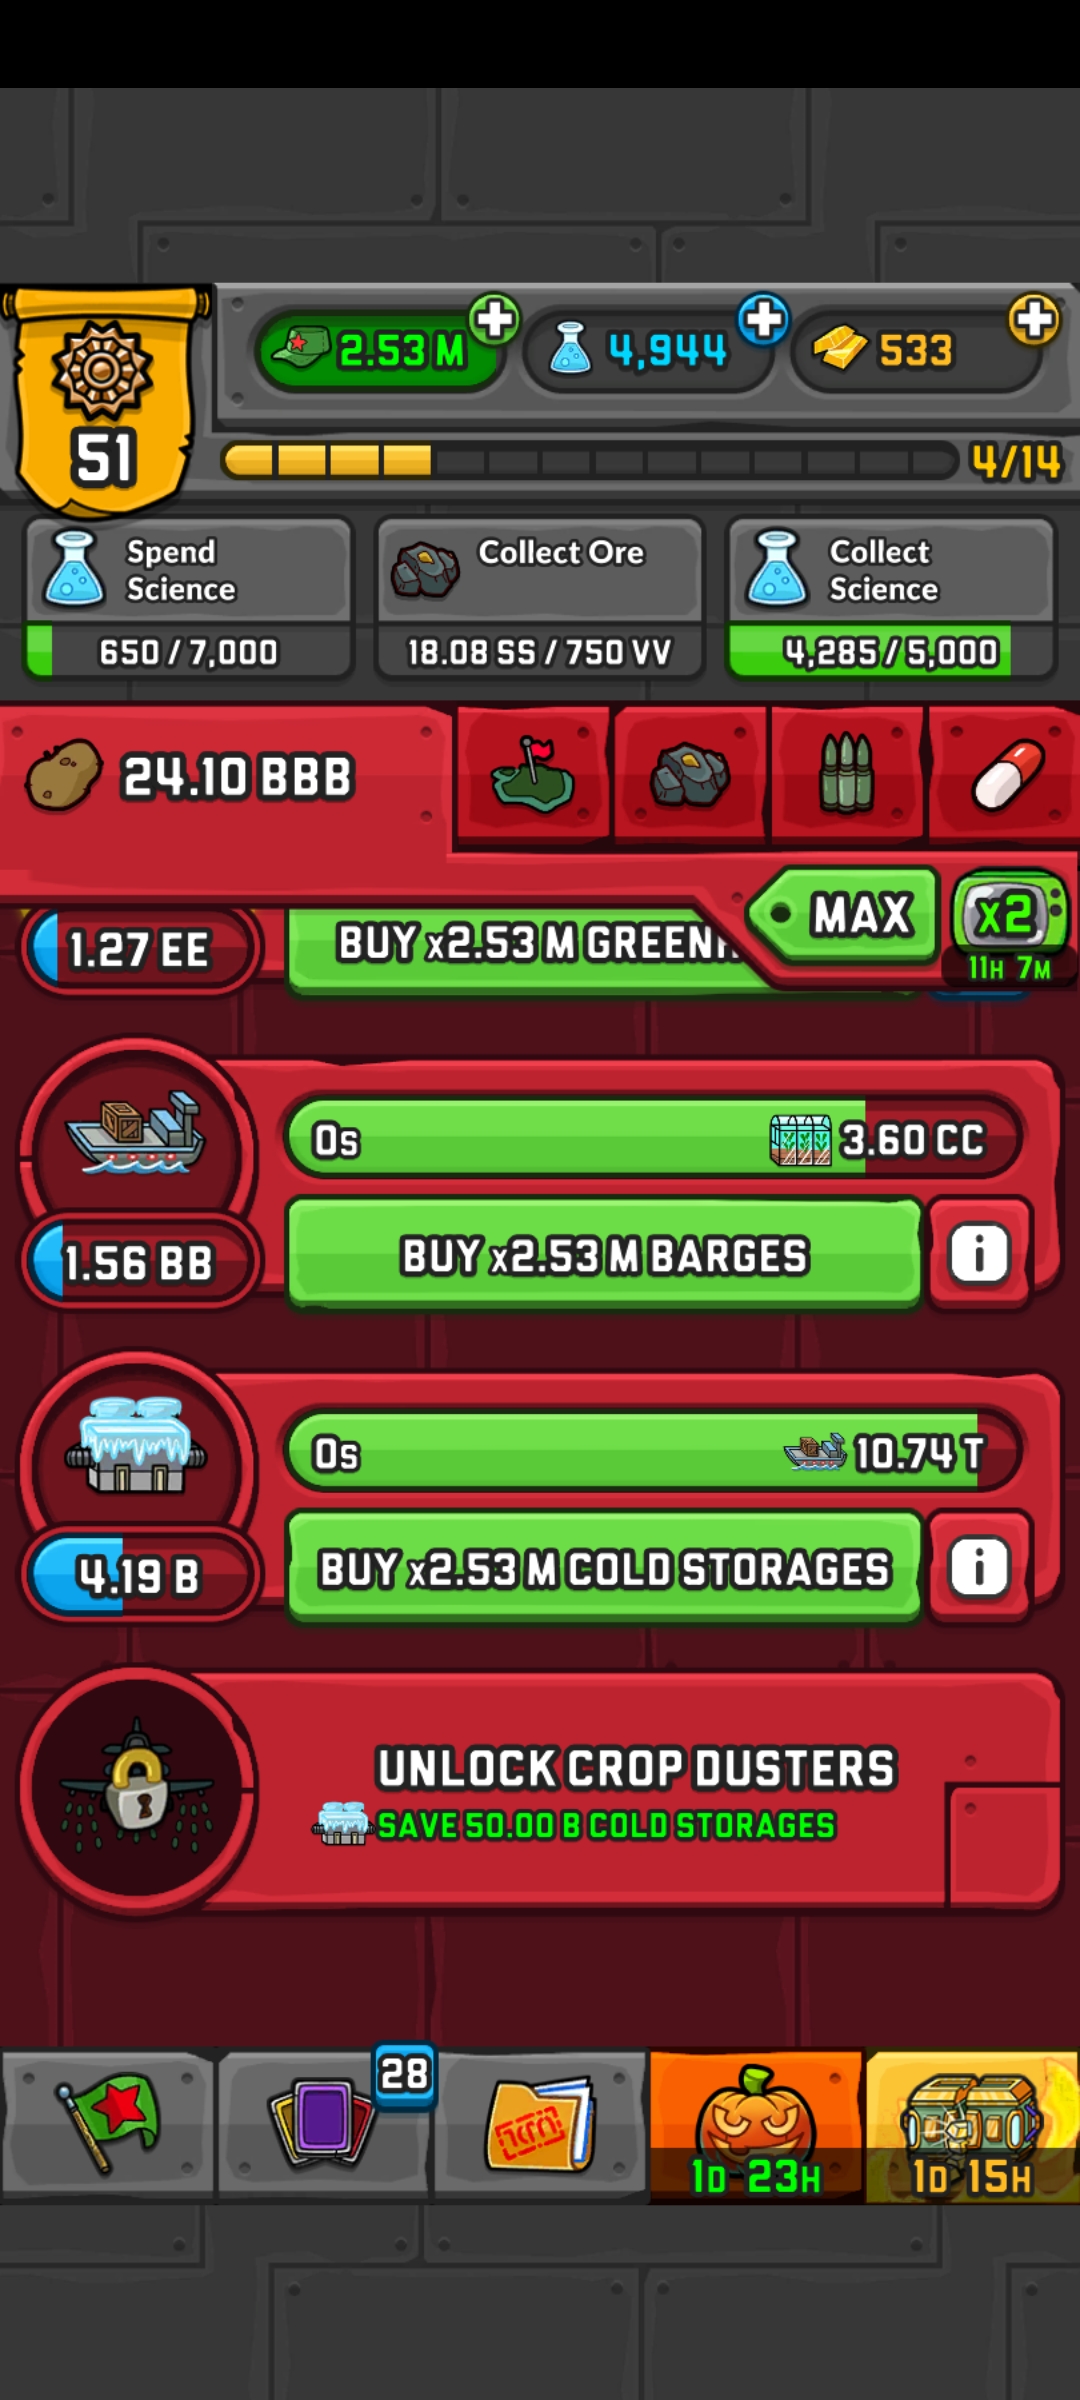 2.53 M
4,944
533
51
4/14
Spend
Science
650 / 7,000
Collect Ore
18.08 SS / 750 VV
Collect
Science
4,285 / 5,000
24.10 BBB
MAX
x2
11H 7M
1.27 EE
BUY x2.53 M GREENH
0s
3.60 CC
1.56 BB
BUY x2.53 M BARGES
i
0s
10.74 T
4.19 B
BUY x2.53 M COLD STORAGES
i
UNLOCK CROP DUSTERS
SAVE 50.00 B COLD STORAGES
28
1D 23H
1D 15H